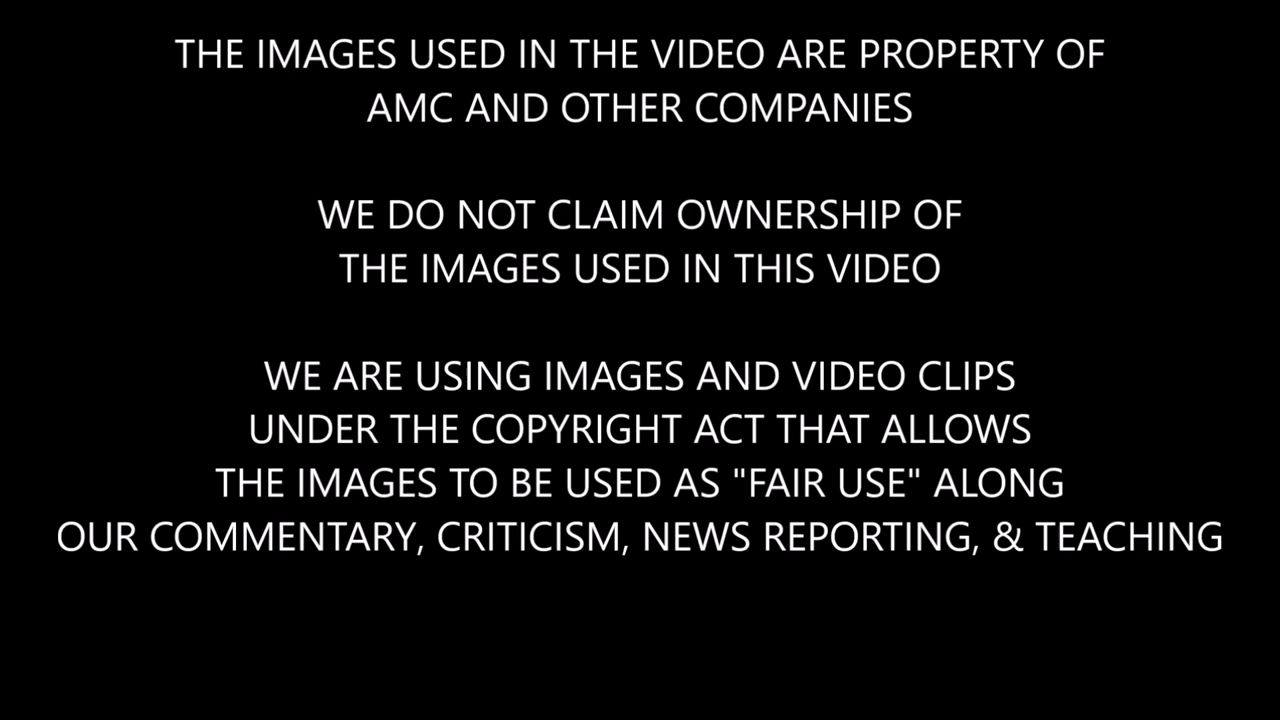 THE IMAGES USED IN THE VIDEO ARE PROPERTY OF
AMC AND OTHER COMPANIES
WE DO NOT CLAIM OWNERSHIP OF
THE IMAGES USED IN THIS VIDEO
WE ARE USING IMAGES AND VIDEO CLIPS
UNDER THE COPYRIGHT ACT THAT ALLOWS
THE IMAGES TO BE USED AS "FAIR USE" ALONG
OUR COMMENTARY, CRITICISM, NEWS REPORTING, & TEACHING